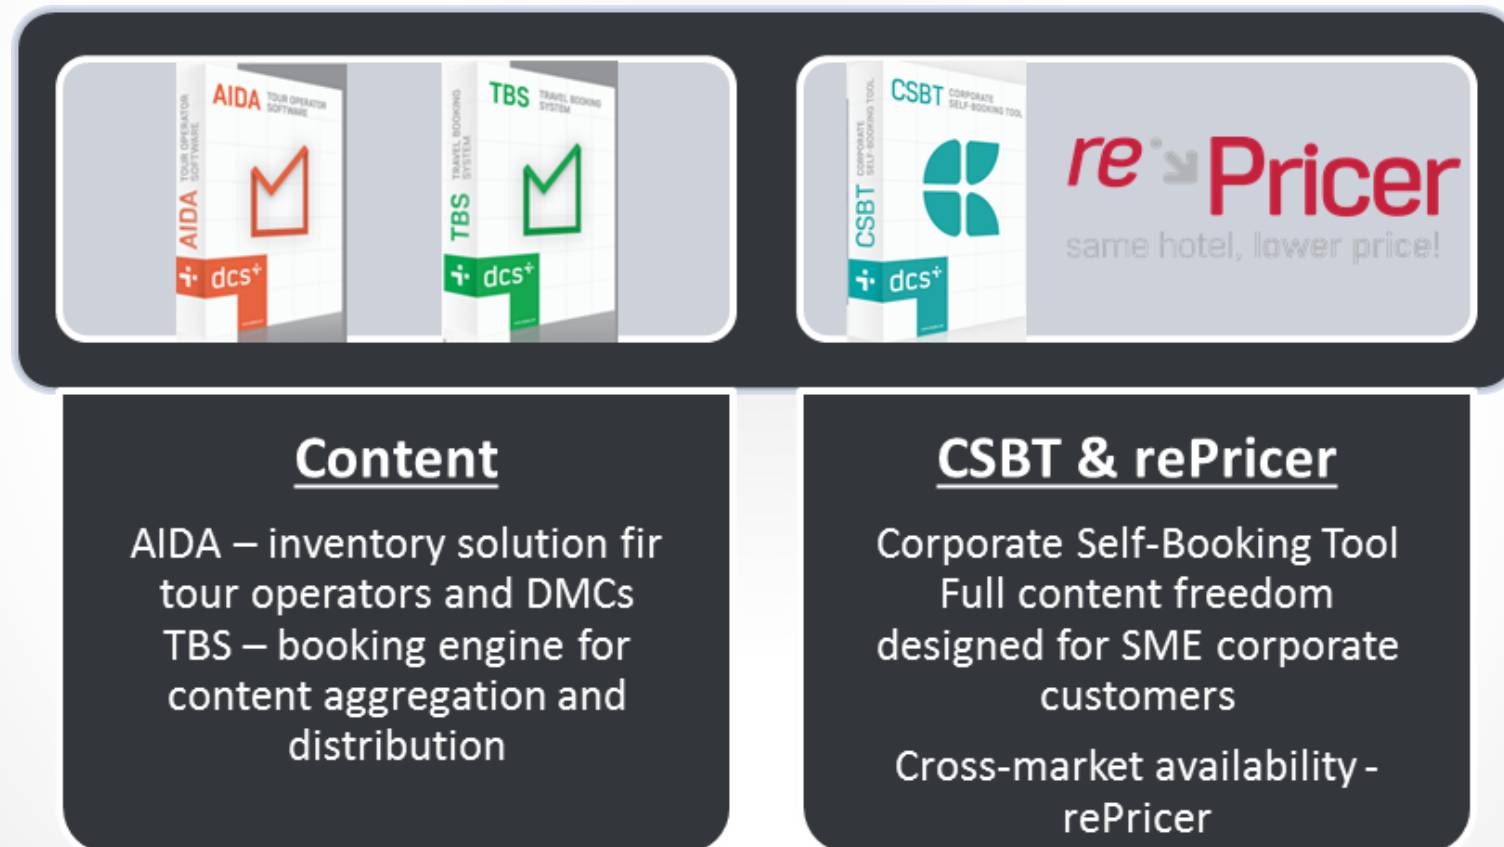 AIDA TOUR OPERATOR
SOFTWARE
AIDA TOUR OPERATOR
SOFTWARE
dcs+
TBS TRAVEL BOOKING
SYSTEM
TBS TRAVEL BOOKING
SYSTEM
dcs+
CSBT CORPORATE
SELF-BOOKING TOOL
CSBT CORPORATE
SELF-BOOKING TOOL
dcs+
re Pricer
same hotel, lower price!
Content
AIDA – inventory solution fir
tour operators and DMCs
TBS – booking engine for
content aggregation and
distribution
CSBT & rePricer
Corporate Self-Booking Tool
Full content freedom
designed for SME corporate
customers
Cross-market availability -
rePricer